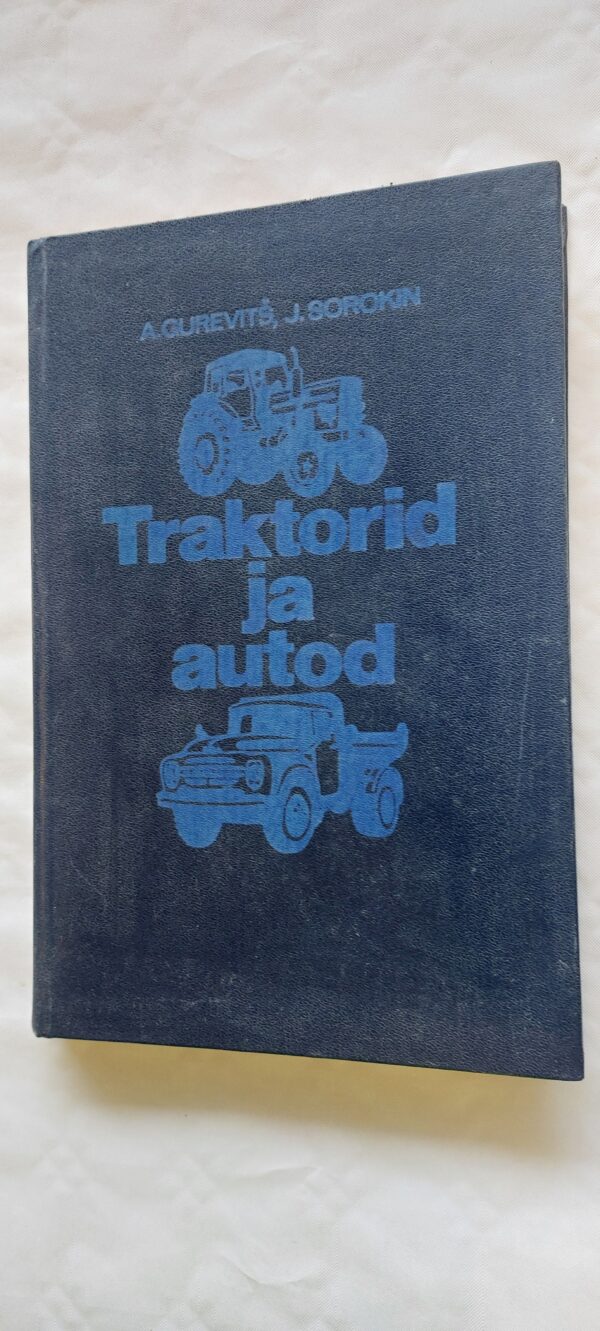 A. GUREVITŠ, J. SOROKIN
Traktorid
ja
autod